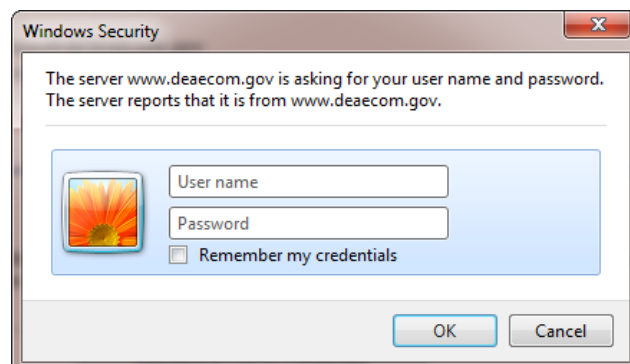 Windows Security
The server www.deaecom.gov is asking for your user name and password.
The server reports that it is from www.deaecom.gov.
User name
Password
Remember my credentials
OK
Cancel